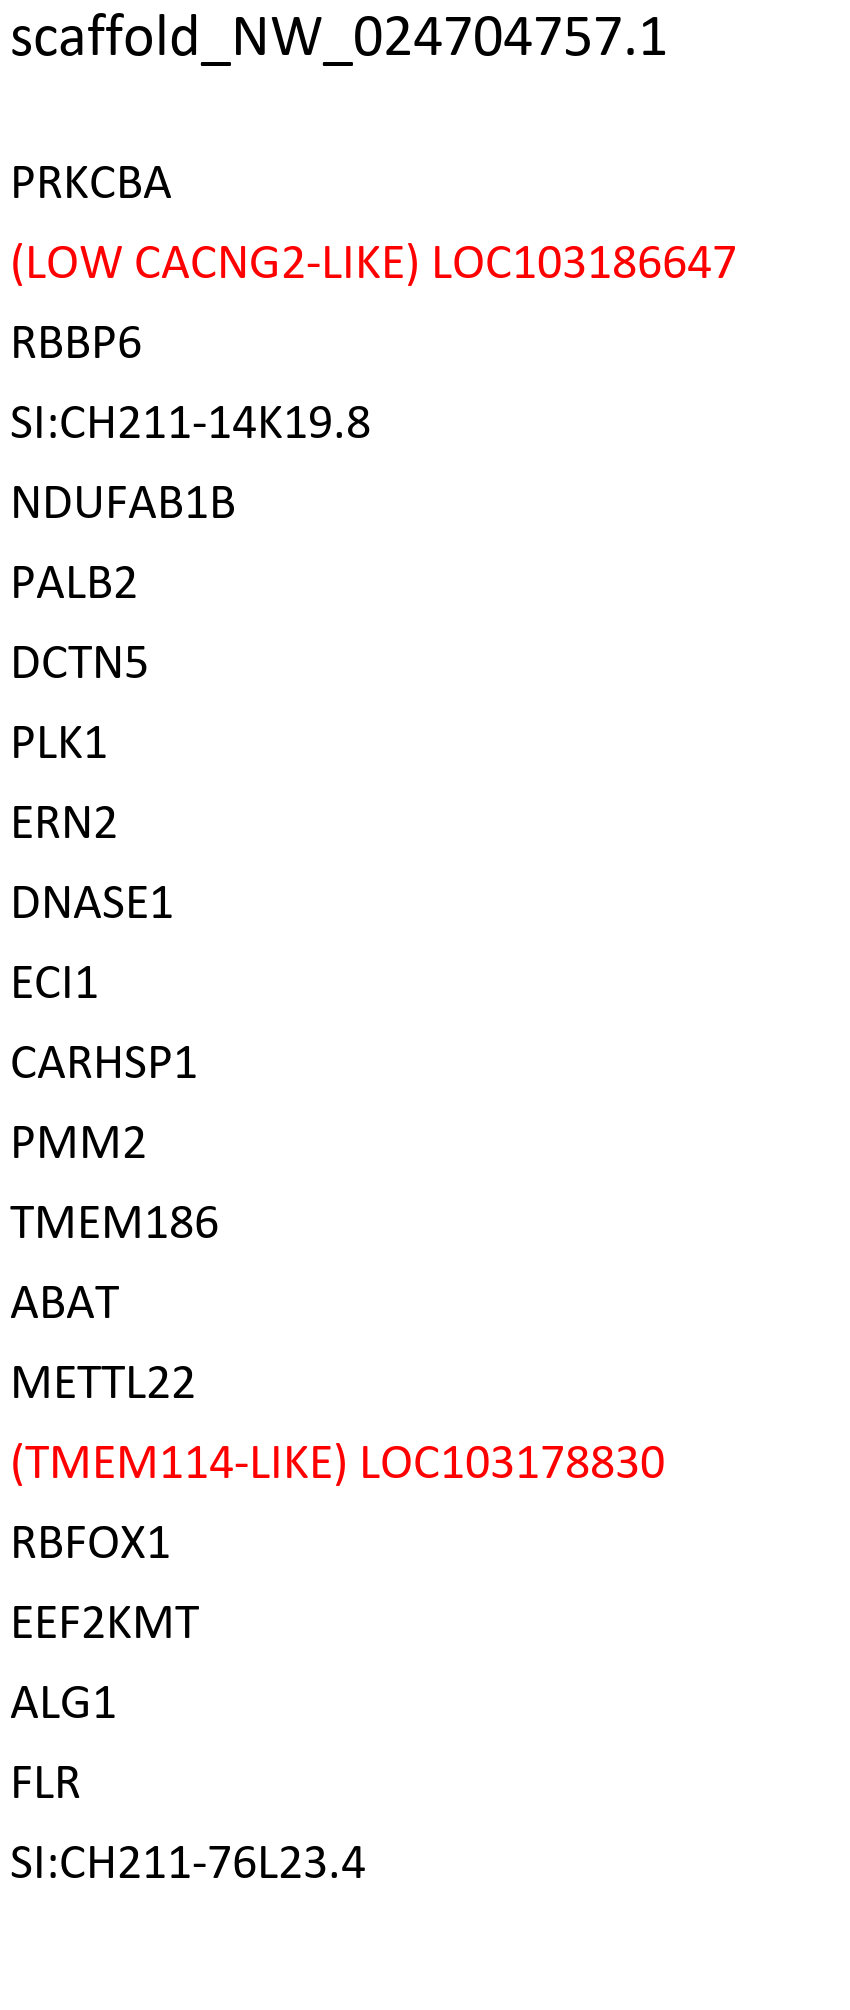 scaffold_NW_024704757.1
PRKCBA
(LOW CACNG2-LIKE) LOC103186647
RBBP6
SI:CH211-14K19.8
NDUFAB1B
PALB2
DCTN5
PLK1
ERN2
DNASE1
ECI1
CARHSP1
PMM2
TMEM186
ABAT
METTL22
(TMEM114-LIKE) LOC103178830
RBFOX1
EEF2KMT
ALG1
FLR
SI:CH211-76L23.4